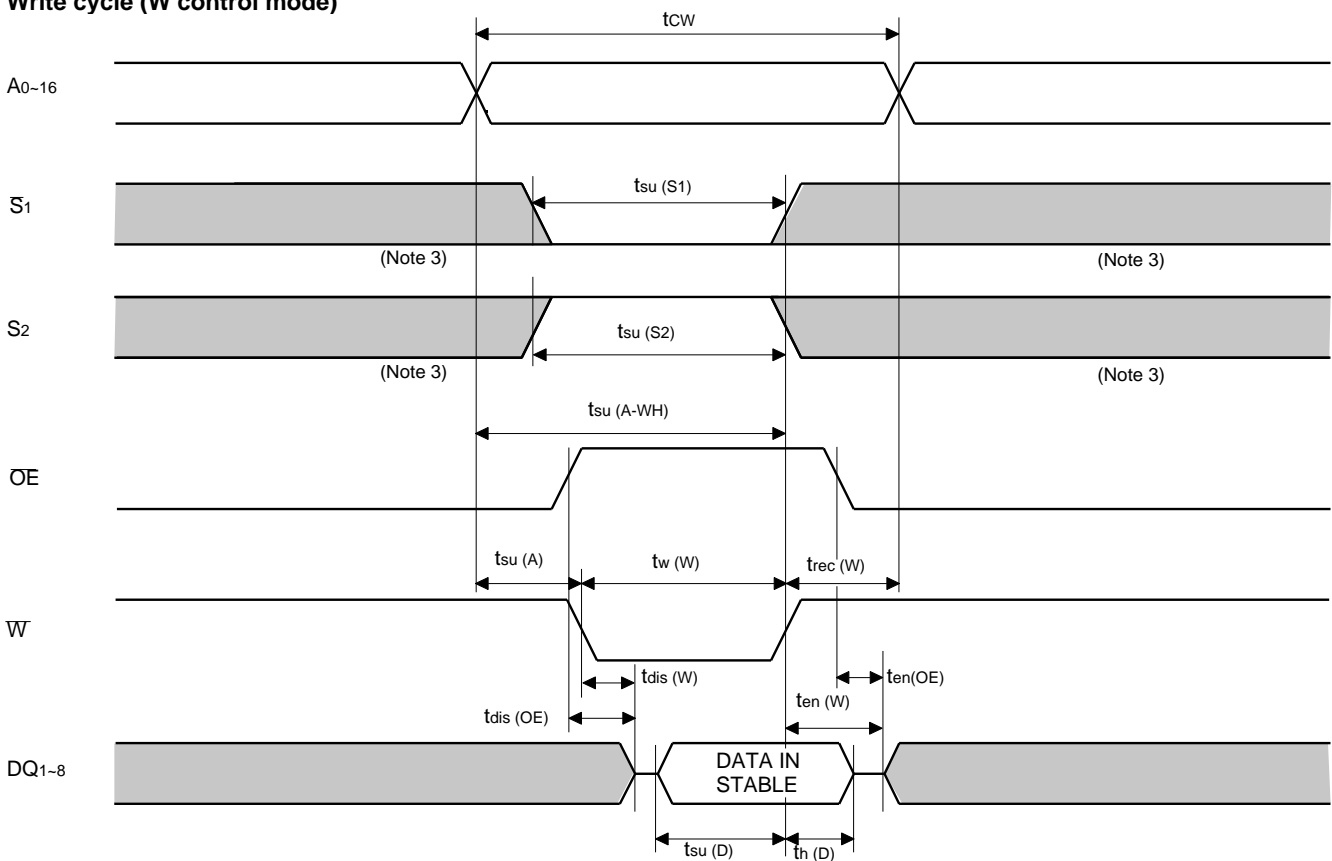 Write cycle (W control mode)
tCW
A0~16
S1
tsu (S1)
(Note 3)
(Note 3)
S2
tsu (S2)
(Note 3)
(Note 3)
tsu (A-WH)
OE
tsu (A)
tw (W)
trec (W)
W
tdis (W)
ten(OE)
ten (W)
tdis (OE)
DQ1~8
DATA IN
STABLE
tsu (D)
th (D)